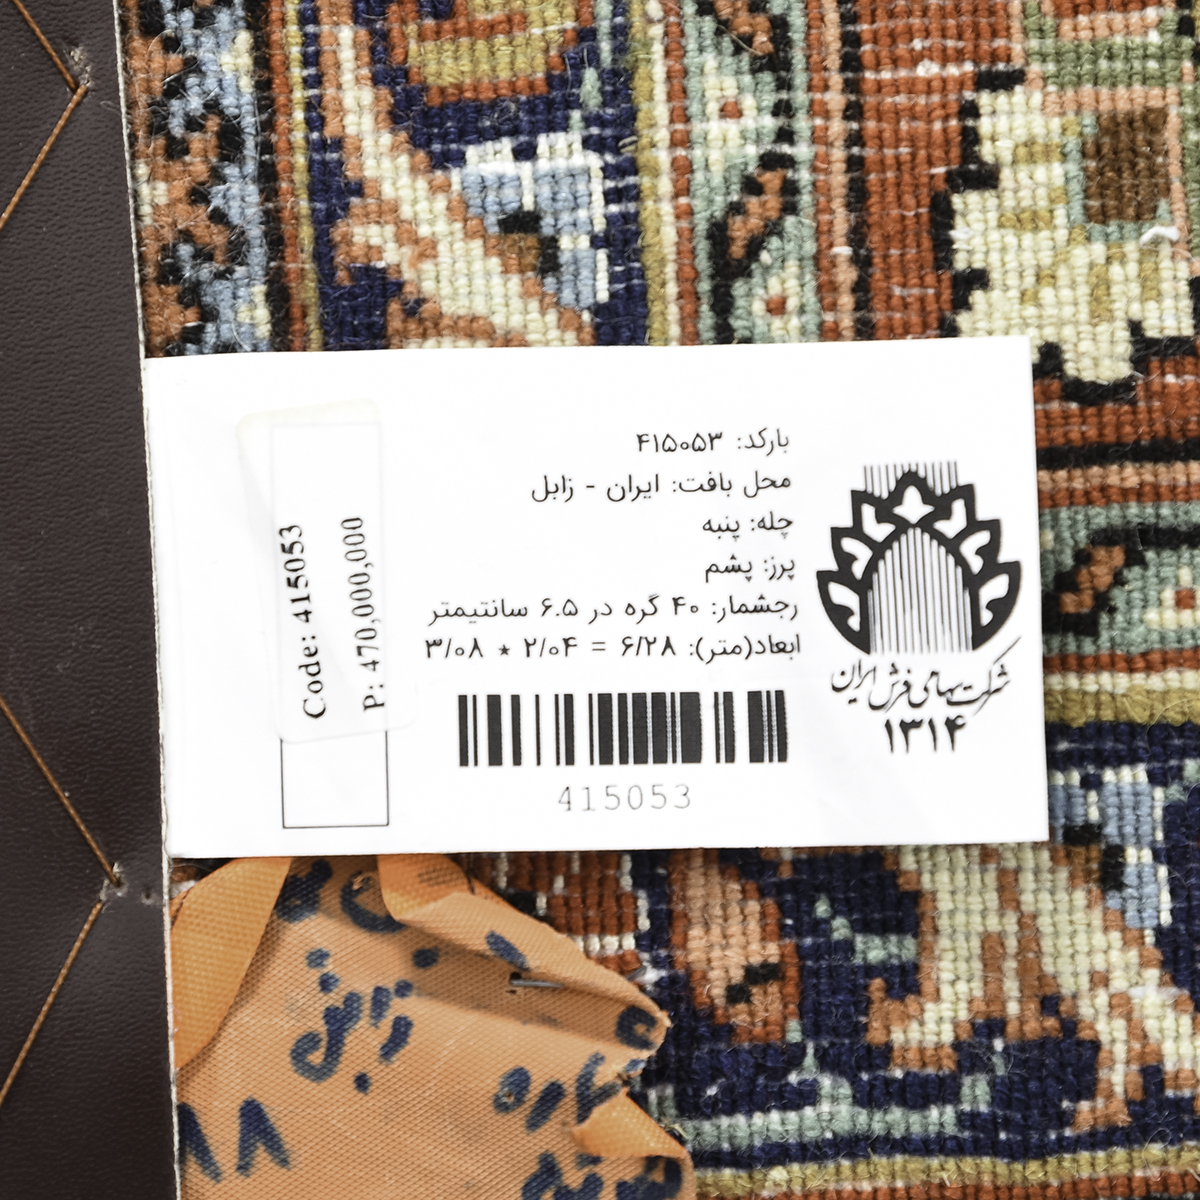 بارکد: ۴۱۵۰۵۳
محل بافت: ایران - زابل
چله: پنبه
پرز: پشم
رجشمار: ۴۰ گره در ۶.۵ سانتیمتر
ابعاد(متر): ۶/۲۸ = ۲/۰۴ * ۳/۰۸
415053
شرکت سهامی فرش ایران
۱۳۱۴
Code: 415053
P: 470,000,000